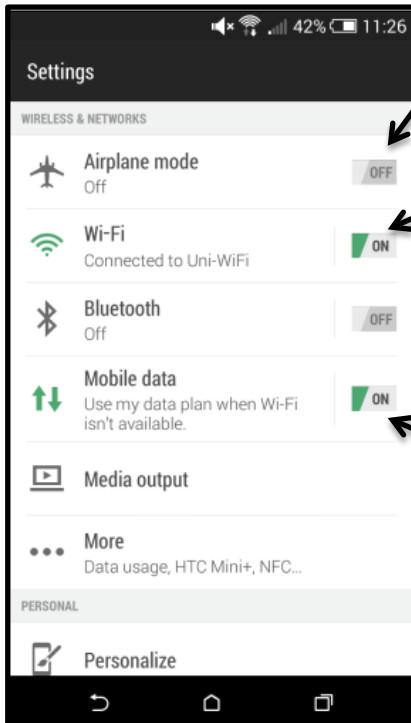 42% 11:26
Settings
WIRELESS & NETWORKS
Airplane mode
Off
OFF
Wi-Fi
Connected to Uni-WiFi
ON
Bluetooth
Off
OFF
Mobile data
Use my data plan when Wi-Fi
isn't available.
ON
Media output
More
Data usage, HTC Mini+, NFC...
PERSONAL
Personalize